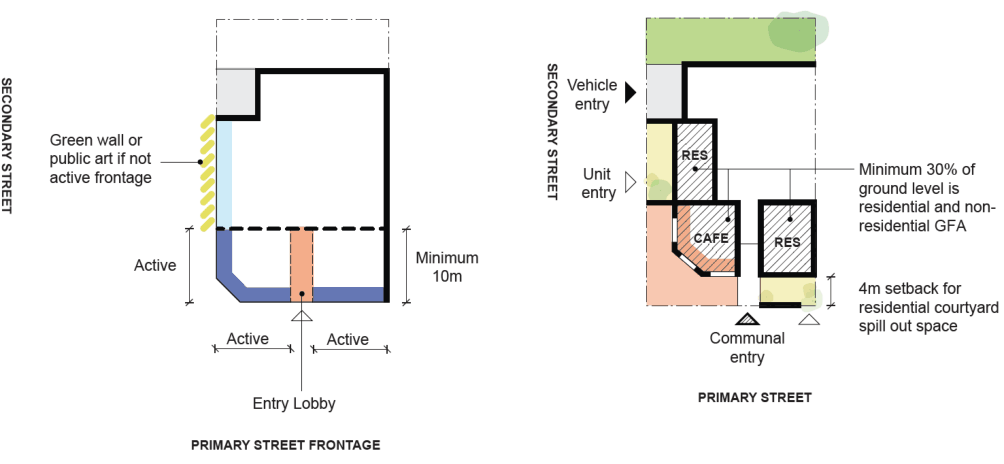 SECONDARY STREET
Green wall or
public art if not
active frontage
Active
Minimum
10m
Active
Active
Entry Lobby
PRIMARY STREET FRONTAGE
SECONDARY STREET
Vehicle
entry
Unit
entry
RES
CAFE
RES
Minimum 30% of
ground level is
residential and non-
residential GFA
4m setback for
residential courtyard
spill out space
Communal
entry
PRIMARY STREET